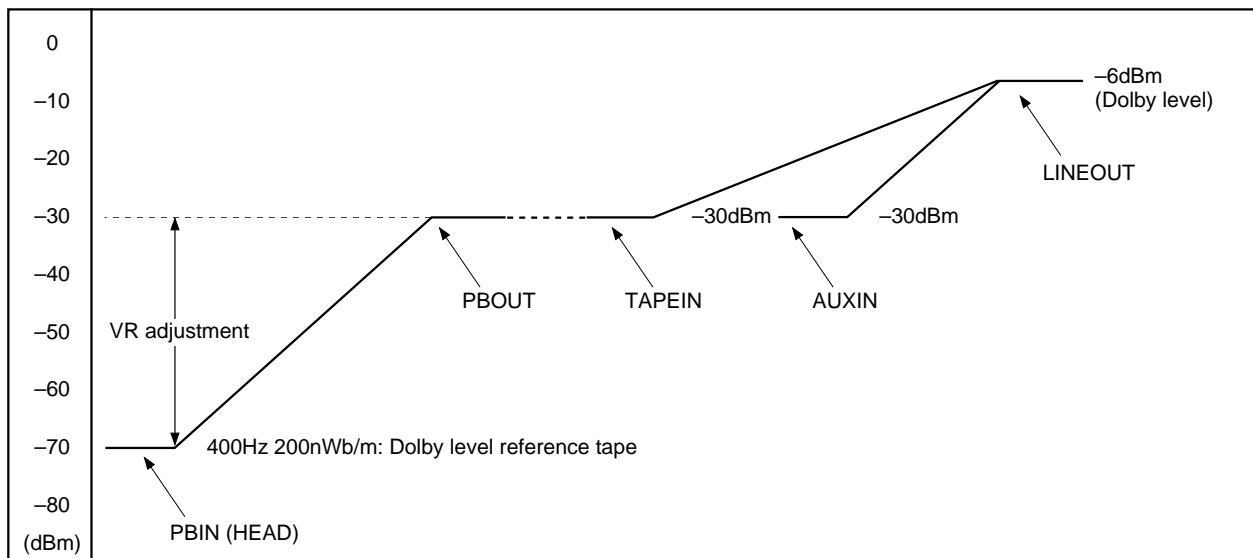 0
–10
–20
–30
–40
–50
–60
–70
–80
(dBm)
–6dBm
(Dolby level)
LINEOUT
–30dBm
–30dBm
PBOUT
TAPEIN
AUXIN
VR adjustment
400Hz 200nWb/m: Dolby level reference tape
PBIN (HEAD)